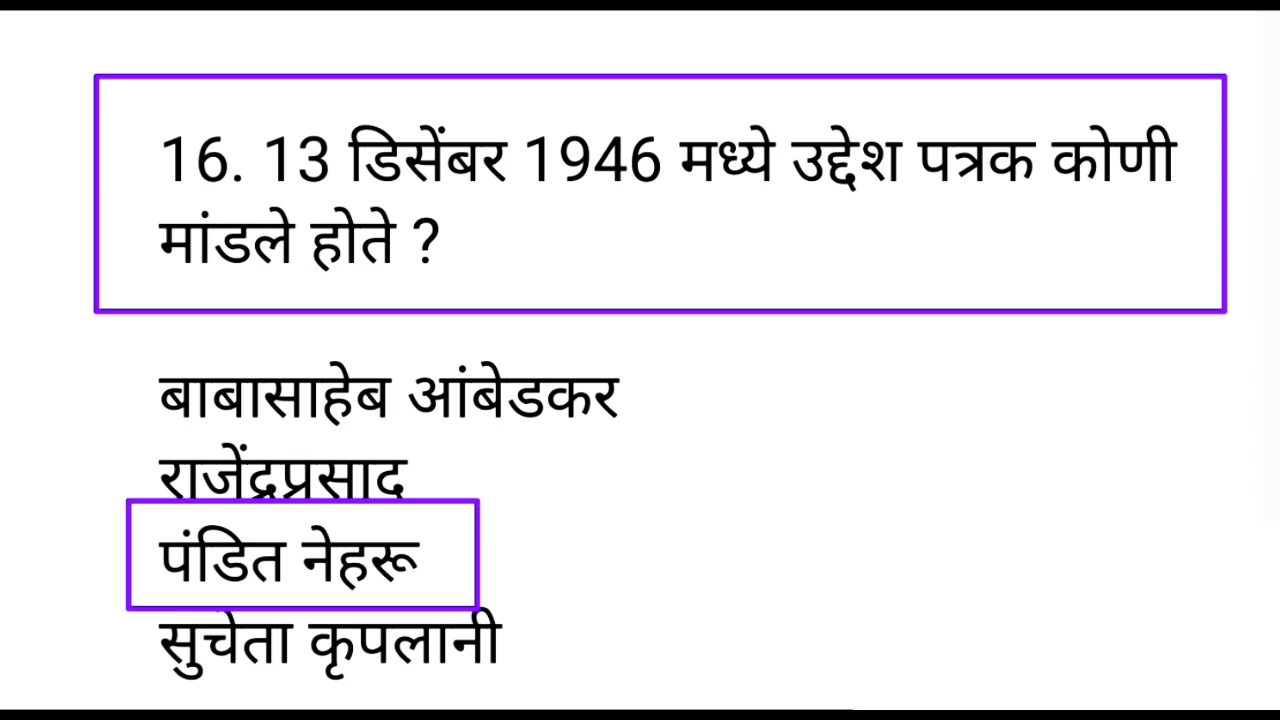 16. 13 डिसेंबर 1946 मध्ये उद्देश पत्रक कोणी
मांडले होते ?
बाबासाहेब आंबेडकर
राजेंद्रप्रसाद
पंडित नेहरू
सुचेता कृपलानी